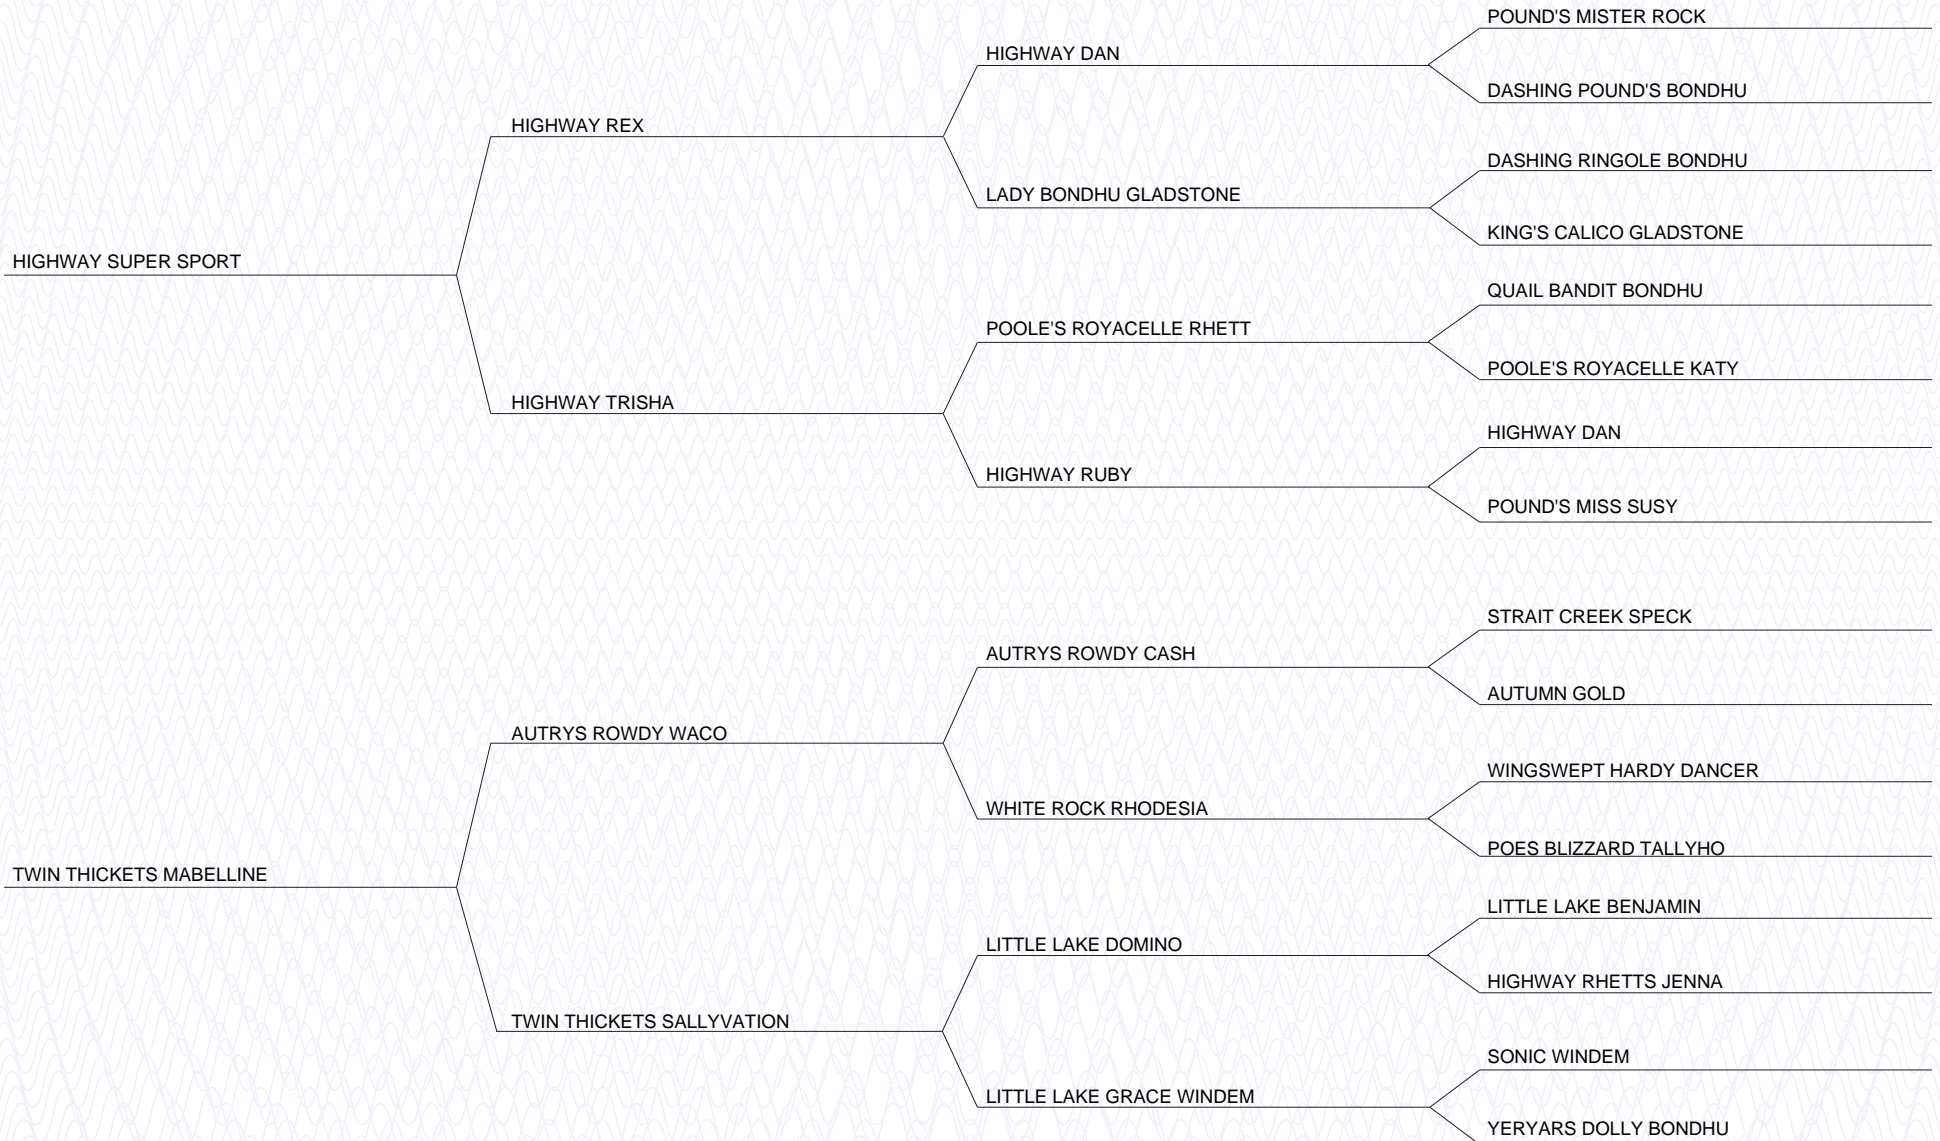 POUND'S MISTER ROCK
HIGHWAY DAN
DASHING POUND'S BONDHU
HIGHWAY REX
DASHING RINGOLE BONDHU
LADY BONDHU GLADSTONE
KING'S CALICO GLADSTONE
HIGHWAY SUPER SPORT
QUAIL BANDIT BONDHU
POOLE'S ROYACELLE RHETT
POOLE'S ROYACELLE KATY
HIGHWAY TRISHA
HIGHWAY DAN
HIGHWAY RUBY
POUND'S MISS SUSY
STRAIT CREEK SPECK
AUTRYS ROWDY CASH
AUTUMN GOLD
AUTRYS ROWDY WACO
WINGSWEPT HARDY DANCER
WHITE ROCK RHODESIA
POES BLIZZARD TALLYHO
TWIN THICKETS MABELLINE
LITTLE LAKE BENJAMIN
LITTLE LAKE DOMINO
HIGHWAY RHETTS JENNA
TWIN THICKETS SALLYVATION
SONIC WINDEM
LITTLE LAKE GRACE WINDEM
YERYARS DOLLY BONDHU